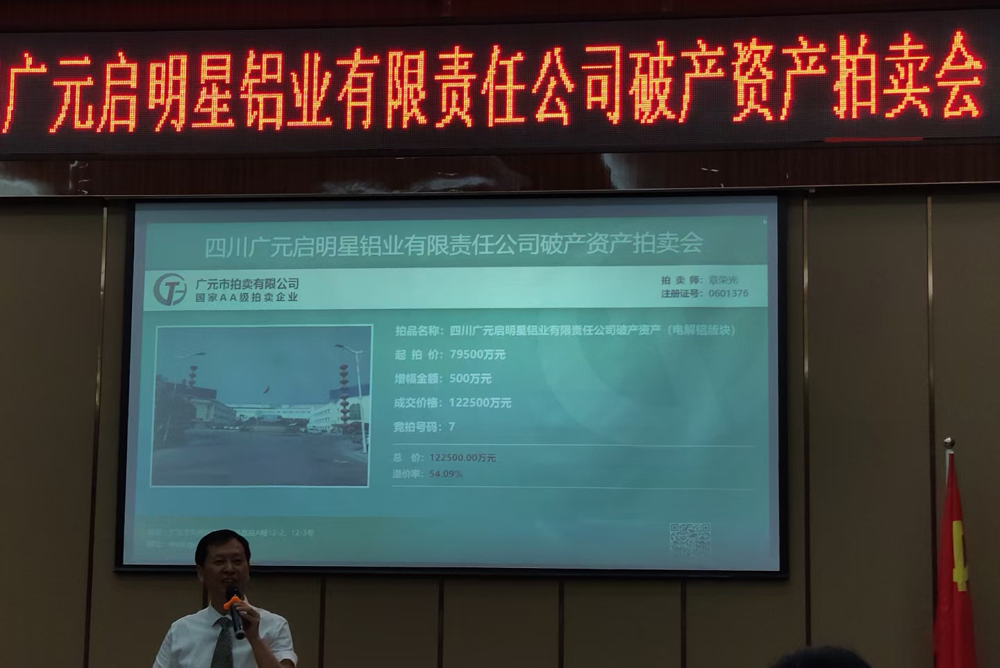 广元启明星铝业有限责任公司破产资产拍卖会
四川广元启明星铝业有限责任公司破产资产拍卖会
广元市拍卖有限公司
国家AA级拍卖企业
拍 卖 师：章荣光
注册证号：0601376
拍品名称：四川广元启明星铝业有限责任公司破产资产（电解铝版块）
起 拍 价：79500万元
增幅金额：500万元
成交价格：122500万元
竞拍号码：7
总 价：122500.00万元
溢价率：54.09%
A幢12-2、12-3号